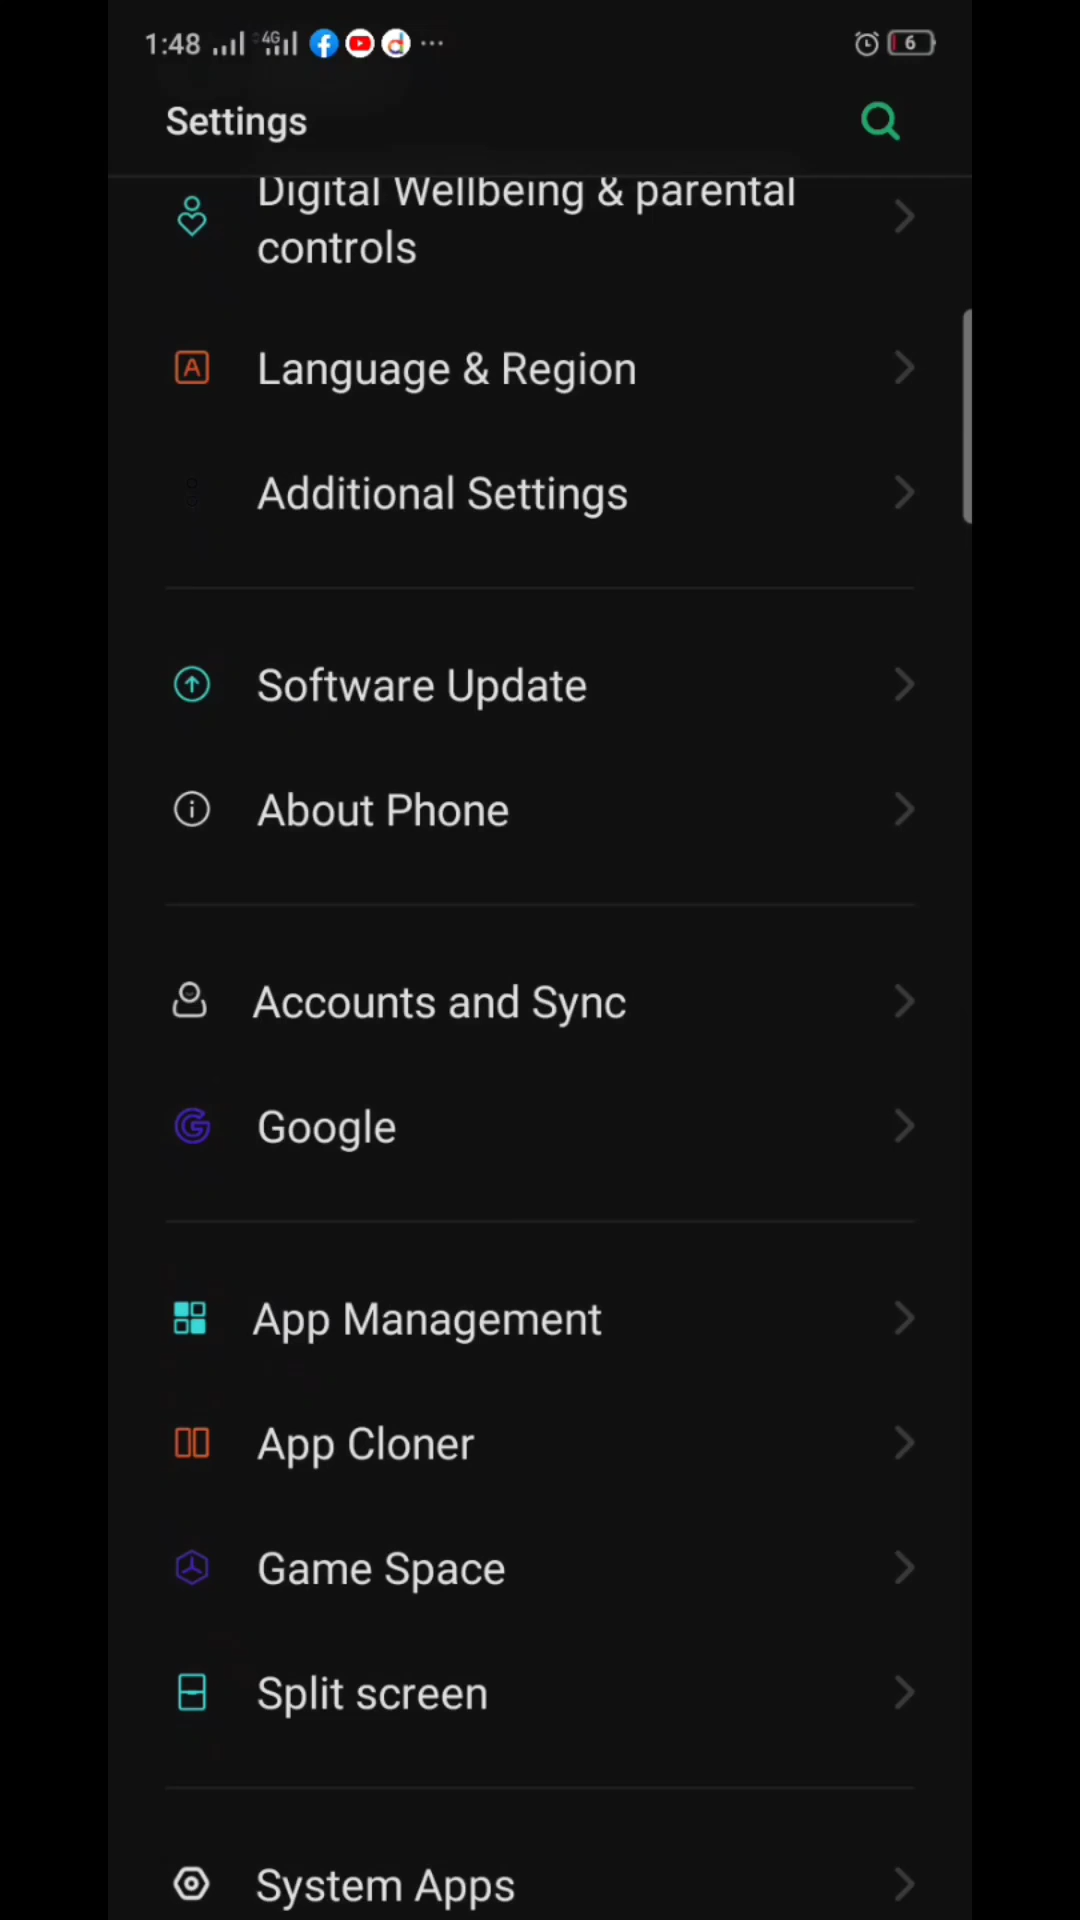 1:48 4G 6
Settings
Digital Wellbeing & parental
controls
Language & Region
Additional Settings
Software Update
About Phone
Accounts and Sync
Google
App Management
App Cloner
Game Space
Split screen
System Apps